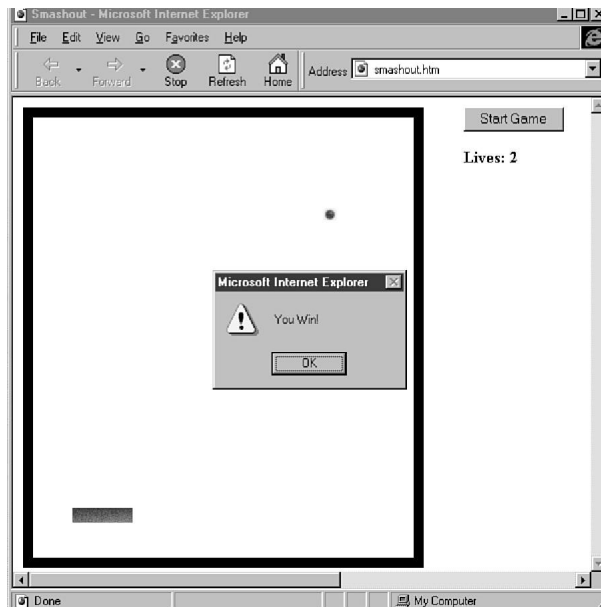 Smashout - Microsoft Internet Explorer
File Edit View Go Favorites Help
Back Forward Stop Refresh Home Address smashout.htm
Start Game
Lives: 2
Microsoft Internet Explorer
You Win!
OK
Done My Computer